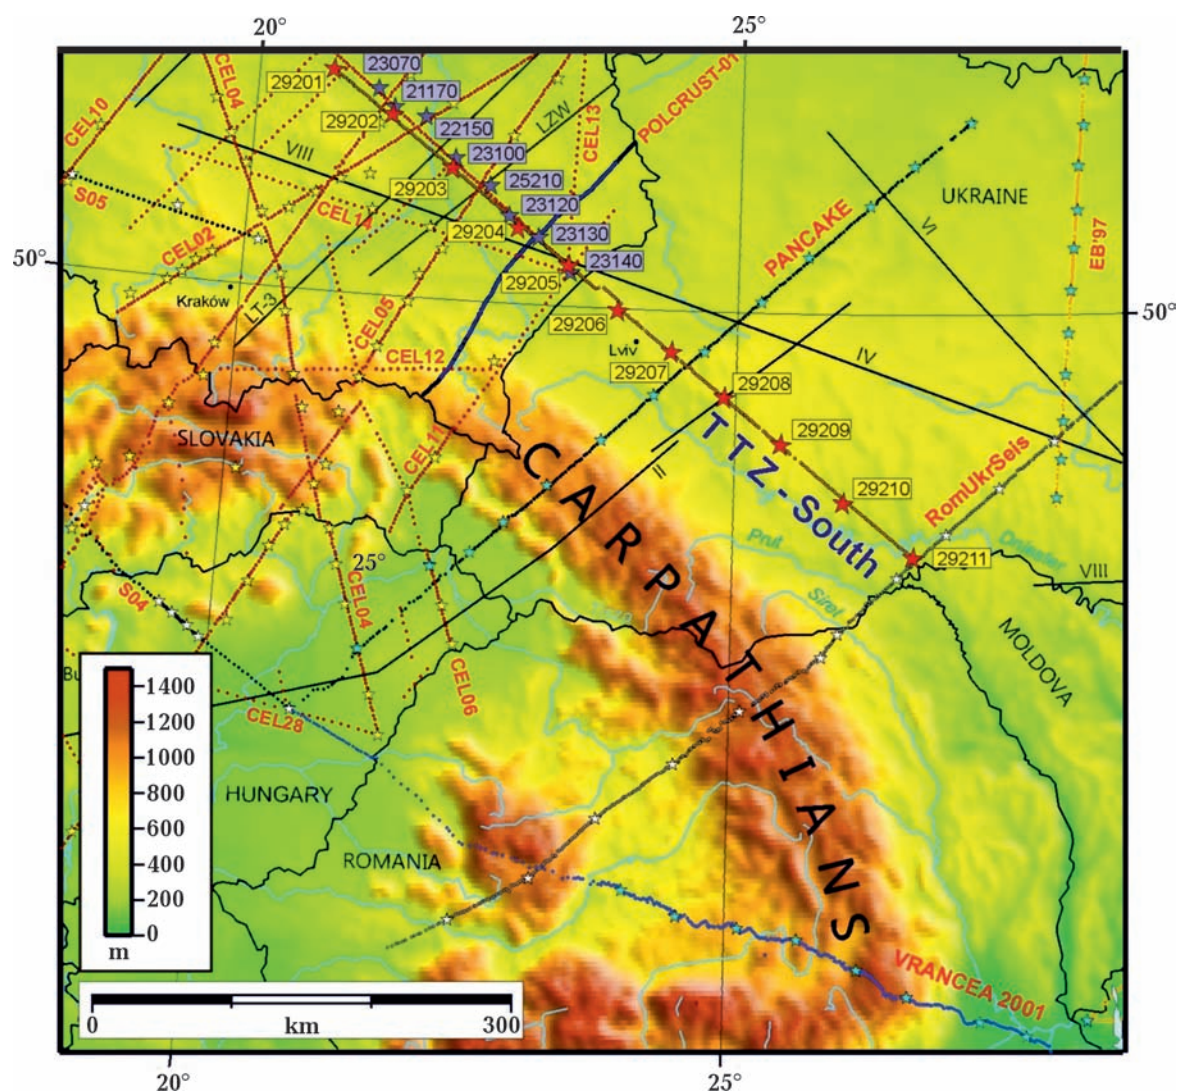 20°
25°
23070
29201
CEL04
21170
POLCRUST-01
CEL10
29202
22150
LZW
CEL13
VIII
23100
29203
25210
UKRAINE
S05
23120
CEL14
PANCAKE
VI
CEL02
29204
23130
EB'97
50°
23140
29205
Kraków
LT-3
50°
CEL05
29206
Lviv
CEL12
IV
29207
29208
TTZ-South
29209
SLOVAKIA
CEL11
II
RomUkrSeis
CARPATHIANS
29210
Prut
Dniester
25°
29211
VIII
S04
CEL04
Siret
MOLDOVA
CEL06
1400
CEL28
1200
1000
800
HUNGARY
600
400
ROMANIA
200
0
m
VRANCEA 2001
0
km
300
20°
25°